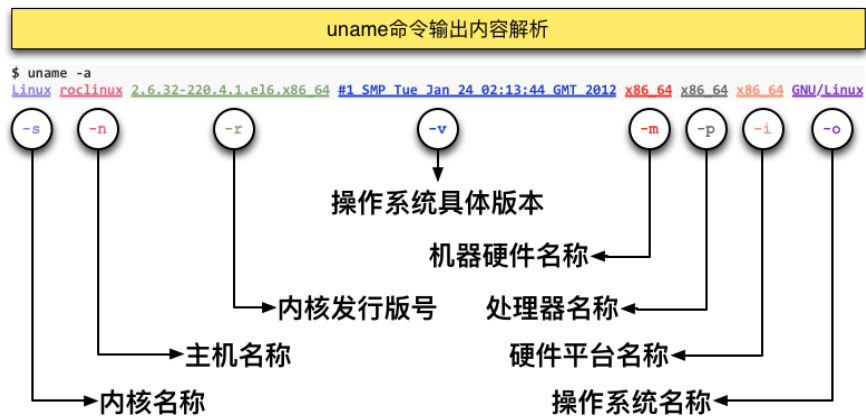 uname命令输出内容解析
$ uname -a
Linux roclinux 2.6.32-220.4.1.el6.x86_64 #1 SMP Tue Jan 24 02:13:44 GMT 2012 x86_64 x86_64 x86_64 GNU/Linux
-s -n -r -v -m -p -i -o
操作系统具体版本
机器硬件名称
内核发行版号 处理器名称
主机名称 硬件平台名称
内核名称 操作系统名称